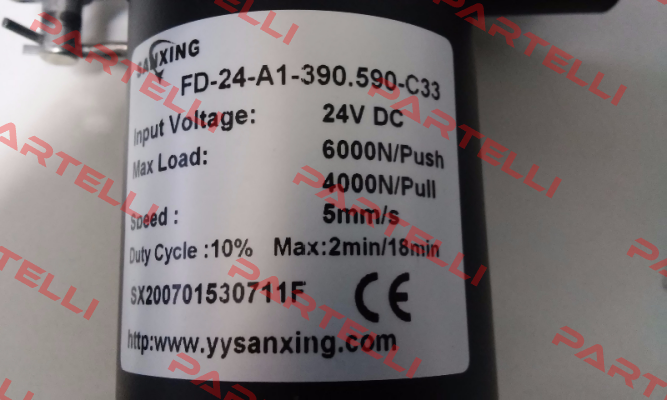 SANXING
FD-24-A1-390.590-C33
Input Voltage: 24V DC
Max Load: 6000N/Push
4000N/Pull
Speed : 5mm/s
Duty Cycle :10% Max:2min/18min
SX200701530711F
CE
http:www.yysanxing.com
PARTELLI
PARTELLI
PARTELLI
PARTELLI
PARTELLI
PARTELLI
PARTELLI